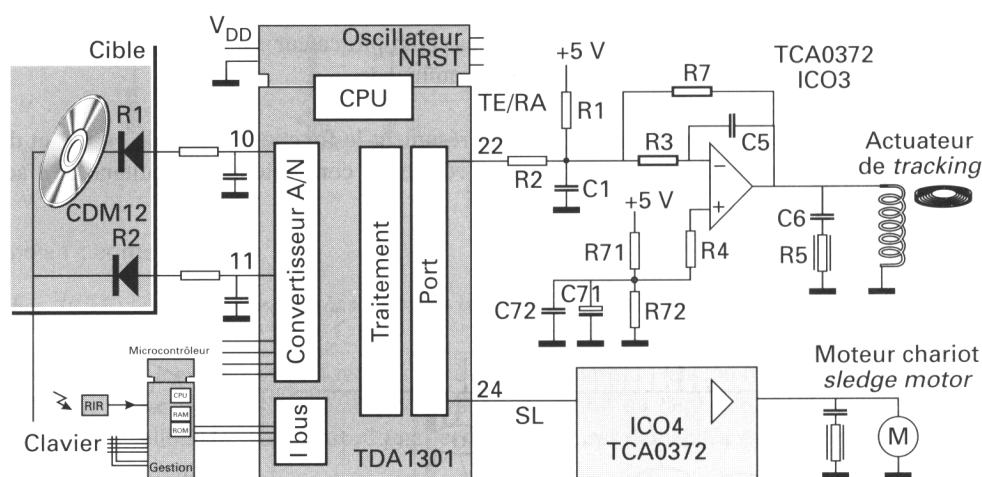 Cible
V DD
Oscillateur
NRST
CPU
R1
CDM12
R2
10
11
Convertisseur A/N
Traitement
Port
22
24
TE/RA
+5 V
R1
R2
C1
R3
R7
C5
TCA0372
ICO3
−
+
+5 V
R71
R4
C72
C71
R72
C6
R5
Actuateur
de tracking
Microcontrôleur
CPU
RAM
ROM
Gestion
RIR
Clavier
I bus
TDA1301
SL
ICO4
TCA0372
Moteur chariot
sledge motor
M